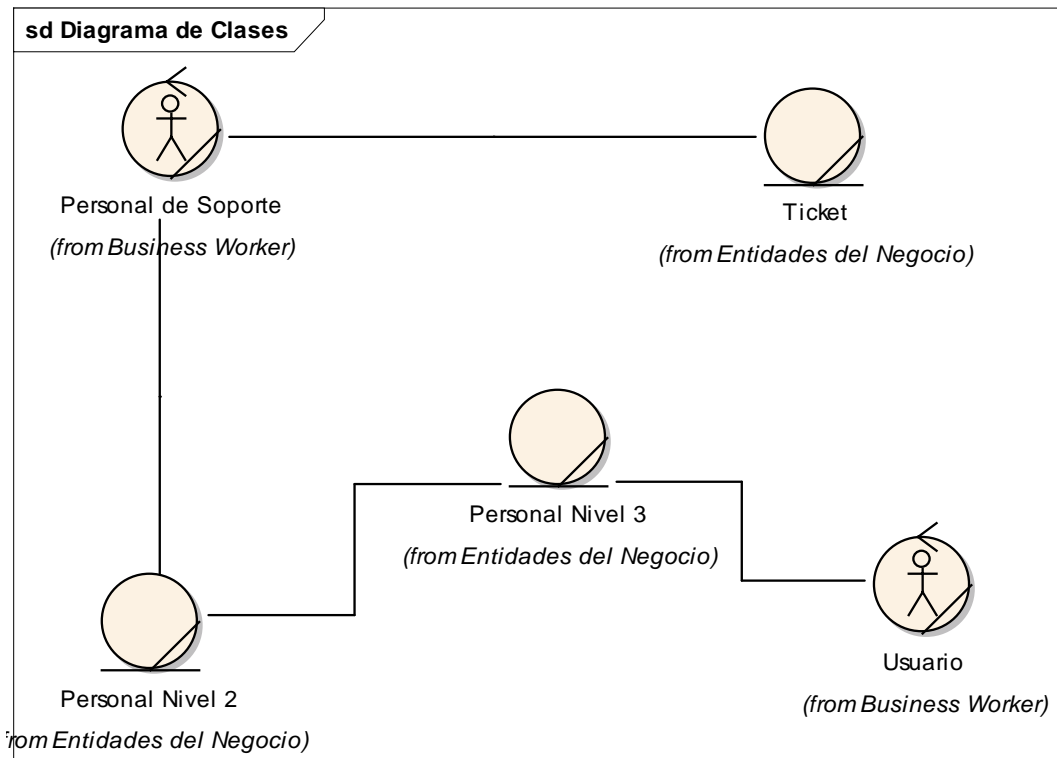 sd Diagrama de Clases
Personal de Soporte
(from Business Worker)
Ticket
(from Entidades del Negocio)
Personal Nivel 3
(from Entidades del Negocio)
Usuario
(from Business Worker)
Personal Nivel 2
from Entidades del Negocio)